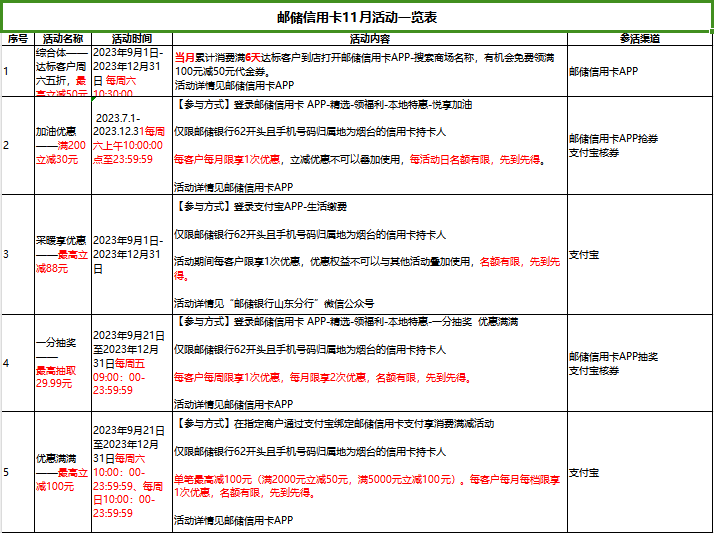 邮储信用卡11月活动一览表
序号 活动名称 活动时间 活动内容 参活渠道
1
综合体——
达标客户周
六五折，最
高立减50元
2023年9月1日-
2023年12月31
日 每周六
10:30:00
当月累计消费满6天达标客户到店打开邮储信用卡APP-搜索商场名称，有机会免费领满
100元减50元代金券。
活动详情见邮储信用卡APP
邮储信用卡APP
2
加油优惠
——满200
立减30元
2023.7.1-
2023.12.31每周
六上午10:00:00
点至23:59:59
【参与方式】登录邮储信用卡 APP-精选-领福利-本地特惠-悦享加油
仅限邮储银行62开头且手机号码归属地为烟台的信用卡持卡人
每客户每月限享1次优惠，立减优惠不可以叠加使用，每活动日名额有限，先到先得。
活动详情见邮储信用卡APP
邮储信用卡APP抢券
支付宝核券
3
采暖享优惠
——最高立
减88元
2023年9月1日-
2023年12月31
日
【参与方式】登录支付宝APP-生活缴费
仅限邮储银行62开头且手机号码归属地为烟台的信用卡持卡人
活动期间每客户限享1次优惠，优惠权益不可以与其他活动叠加使用，名额有限，先到先
得。
活动详情见“邮储银行山东分行”微信公众号
支付宝
4
一分抽奖
——
最高抽取
29.99元
2023年9月21日
至2023年12月
31日每周五
09:00：00-
23:59:59
【参与方式】登录邮储信用卡 APP-精选-领福利-本地特惠-一分抽奖 优惠满满
仅限邮储银行62开头且手机号码归属地为烟台的信用卡持卡人
每客户每周限享1次优惠，每月限享2次优惠，名额有限，先到先得。
活动详情见邮储信用卡APP
邮储信用卡APP抽奖
支付宝核券
5
优惠满满
——最高立
减100元
2023年9月21日
至2023年12月
31日每周六
10:00：00-
23:59:59、每周
日10:00：00-
23:59:59
【参与方式】在指定商户通过支付宝绑定邮储信用卡支付享消费满减活动
仅限邮储银行62开头且手机号码归属地为烟台的信用卡持卡人
单笔最高减100元（满2000元立减50元，满5000元立减100元）。每客户每月每档限享
1次优惠，名额有限，先到先得。
活动详情见邮储信用卡APP
支付宝